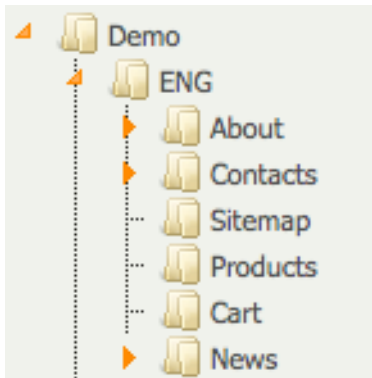 Demo
ENG
About
Contacts
Sitemap
Products
Cart
News